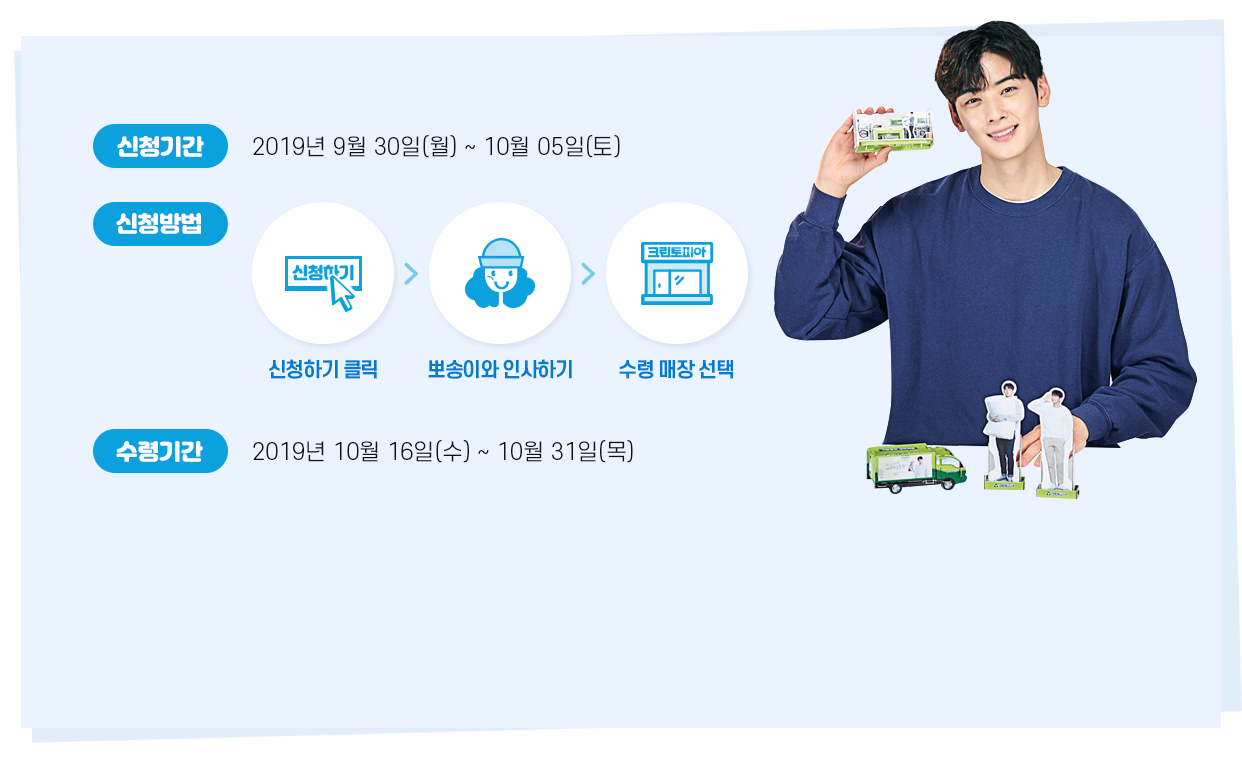 신청기간
2019년 9월 30일(월) ~ 10월 05일(토)
신청방법
신청하기
크린토피아
신청하기 클릭
뽀송이와 인사하기
수령 매장 선택
수령기간
2019년 10월 16일(수) ~ 10월 31일(목)